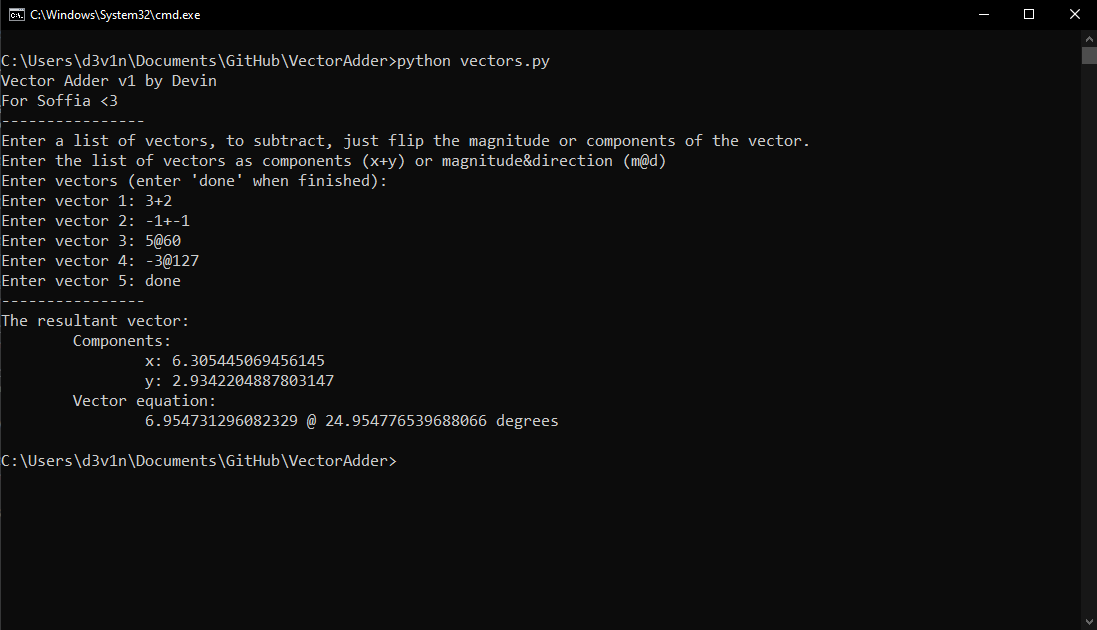 C:\Windows\System32\cmd.exe
C:\Users\d3v1n\Documents\GitHub\VectorAdder>python vectors.py
Vector Adder v1 by Devin
For Soffia <3
----------------
Enter a list of vectors, to subtract, just flip the magnitude or components of the vector.
Enter the list of vectors as components (x+y) or magnitude&direction (m@d)
Enter vectors (enter 'done' when finished):
Enter vector 1: 3+2
Enter vector 2: -1+-1
Enter vector 3: 5@60
Enter vector 4: -3@127
Enter vector 5: done
----------------
The resultant vector:
Components:
x: 6.305445069456145
y: 2.9342204887803147
Vector equation:
6.954731296082329 @ 24.954776539688066 degrees
C:\Users\d3v1n\Documents\GitHub\VectorAdder>